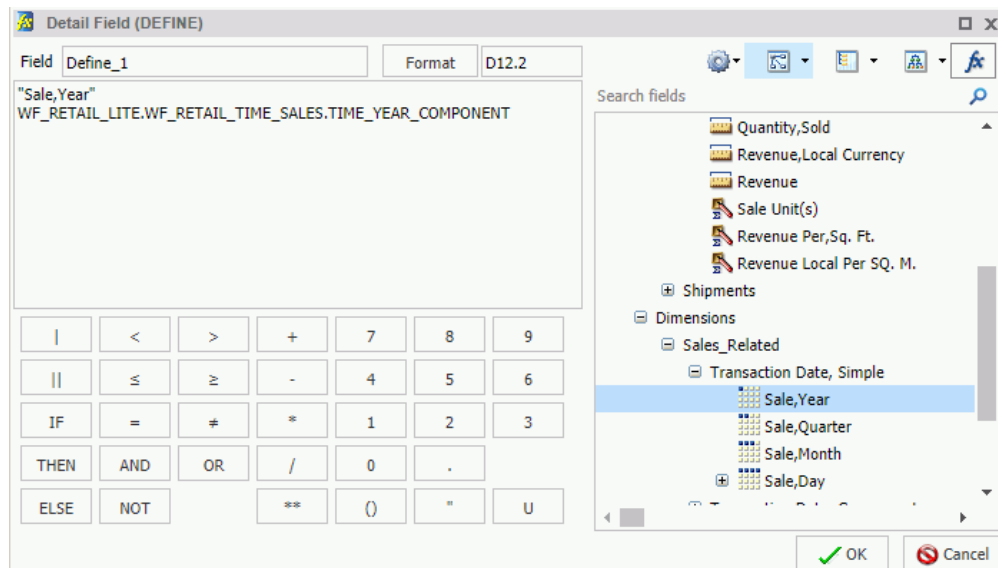 Detail Field (DEFINE)
Field Define_1 Format D12.2
"Sale,Year"
WF_RETAIL_LITE.WF_RETAIL_TIME_SALES.TIME_YEAR_COMPONENT
| < > + 7 8 9
|| ≤ ≥ - 4 5 6
IF = ≠ * 1 2 3
THEN AND OR / 0 .
ELSE NOT ** () " U
fx
Search fields
Quantity,Sold
Revenue,Local Currency
Revenue
Sale Unit(s)
Revenue Per,Sq. Ft.
Revenue Local Per SQ. M.
Shipments
Dimensions
Sales_Related
Transaction Date, Simple
Sale,Year
Sale,Quarter
Sale,Month
Sale,Day
OK Cancel